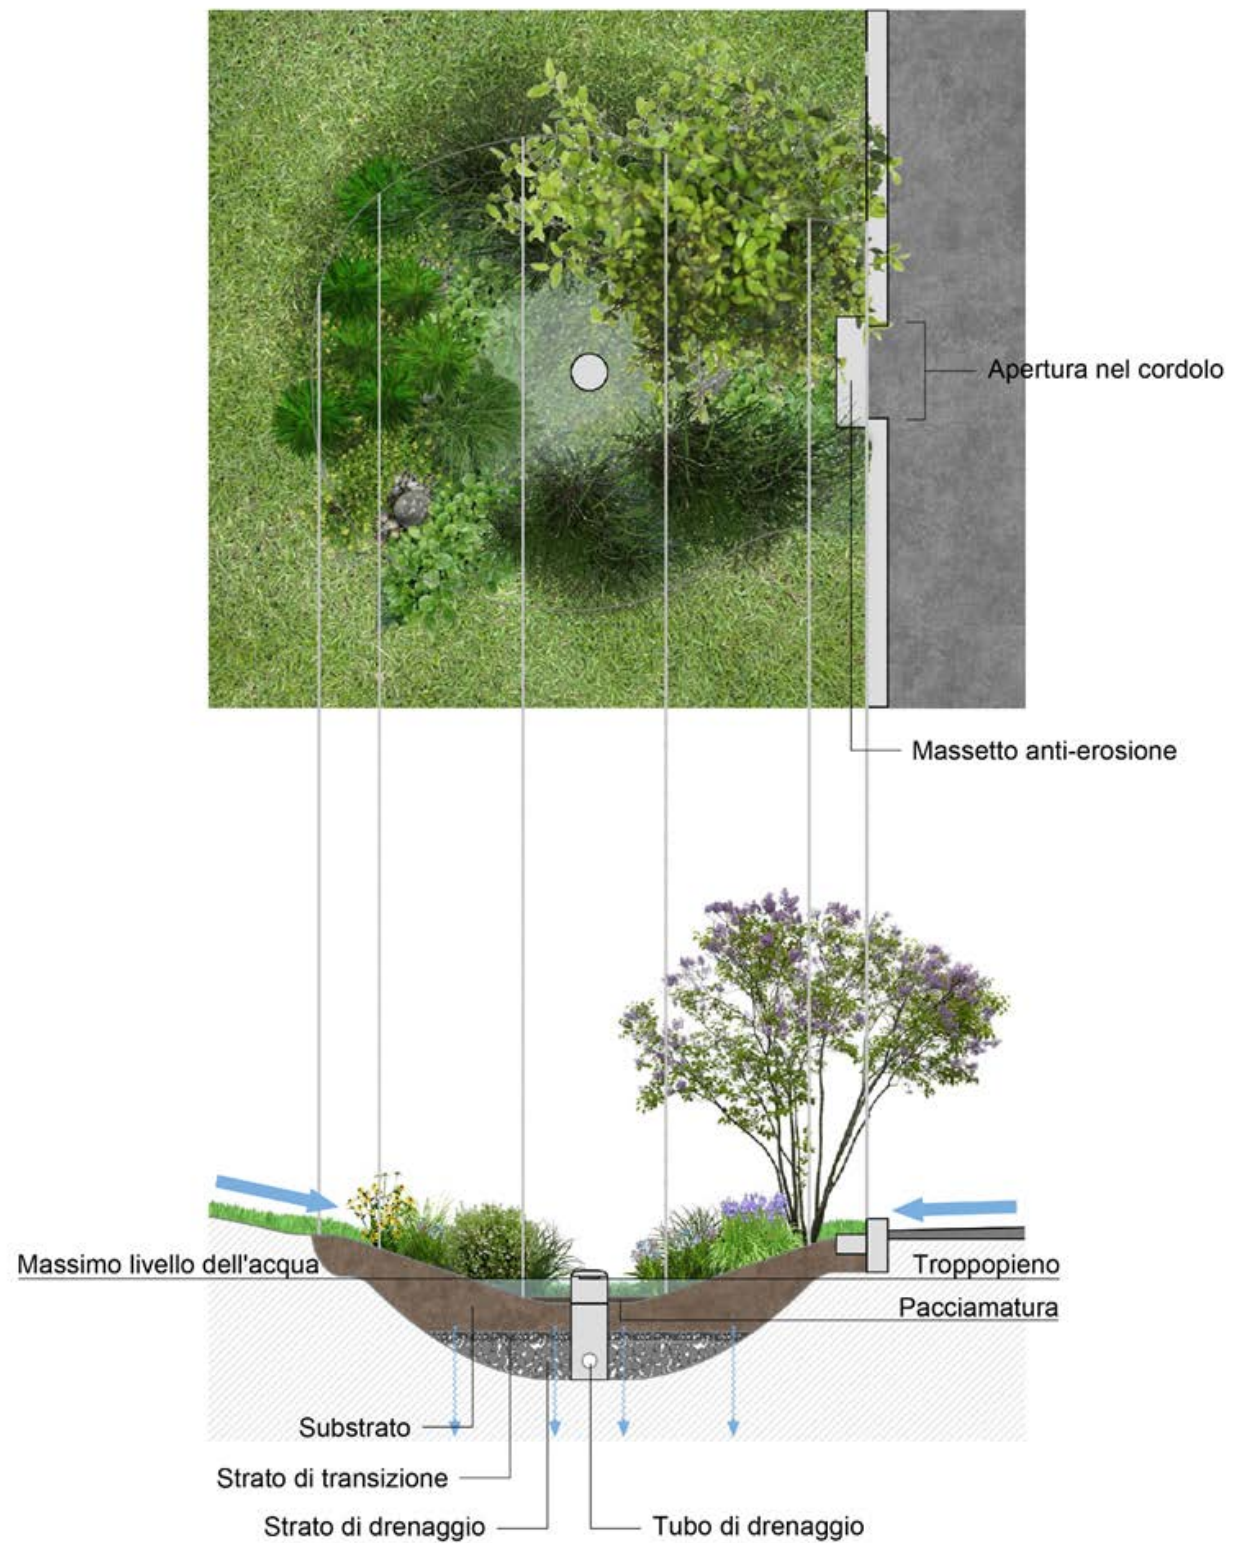 Apertura nel cordolo
Massetto anti-erosione
Massimo livello dell'acqua
Troppopieno
Pacciamatura
Substrato
Strato di transizione
Strato di drenaggio
Tubo di drenaggio